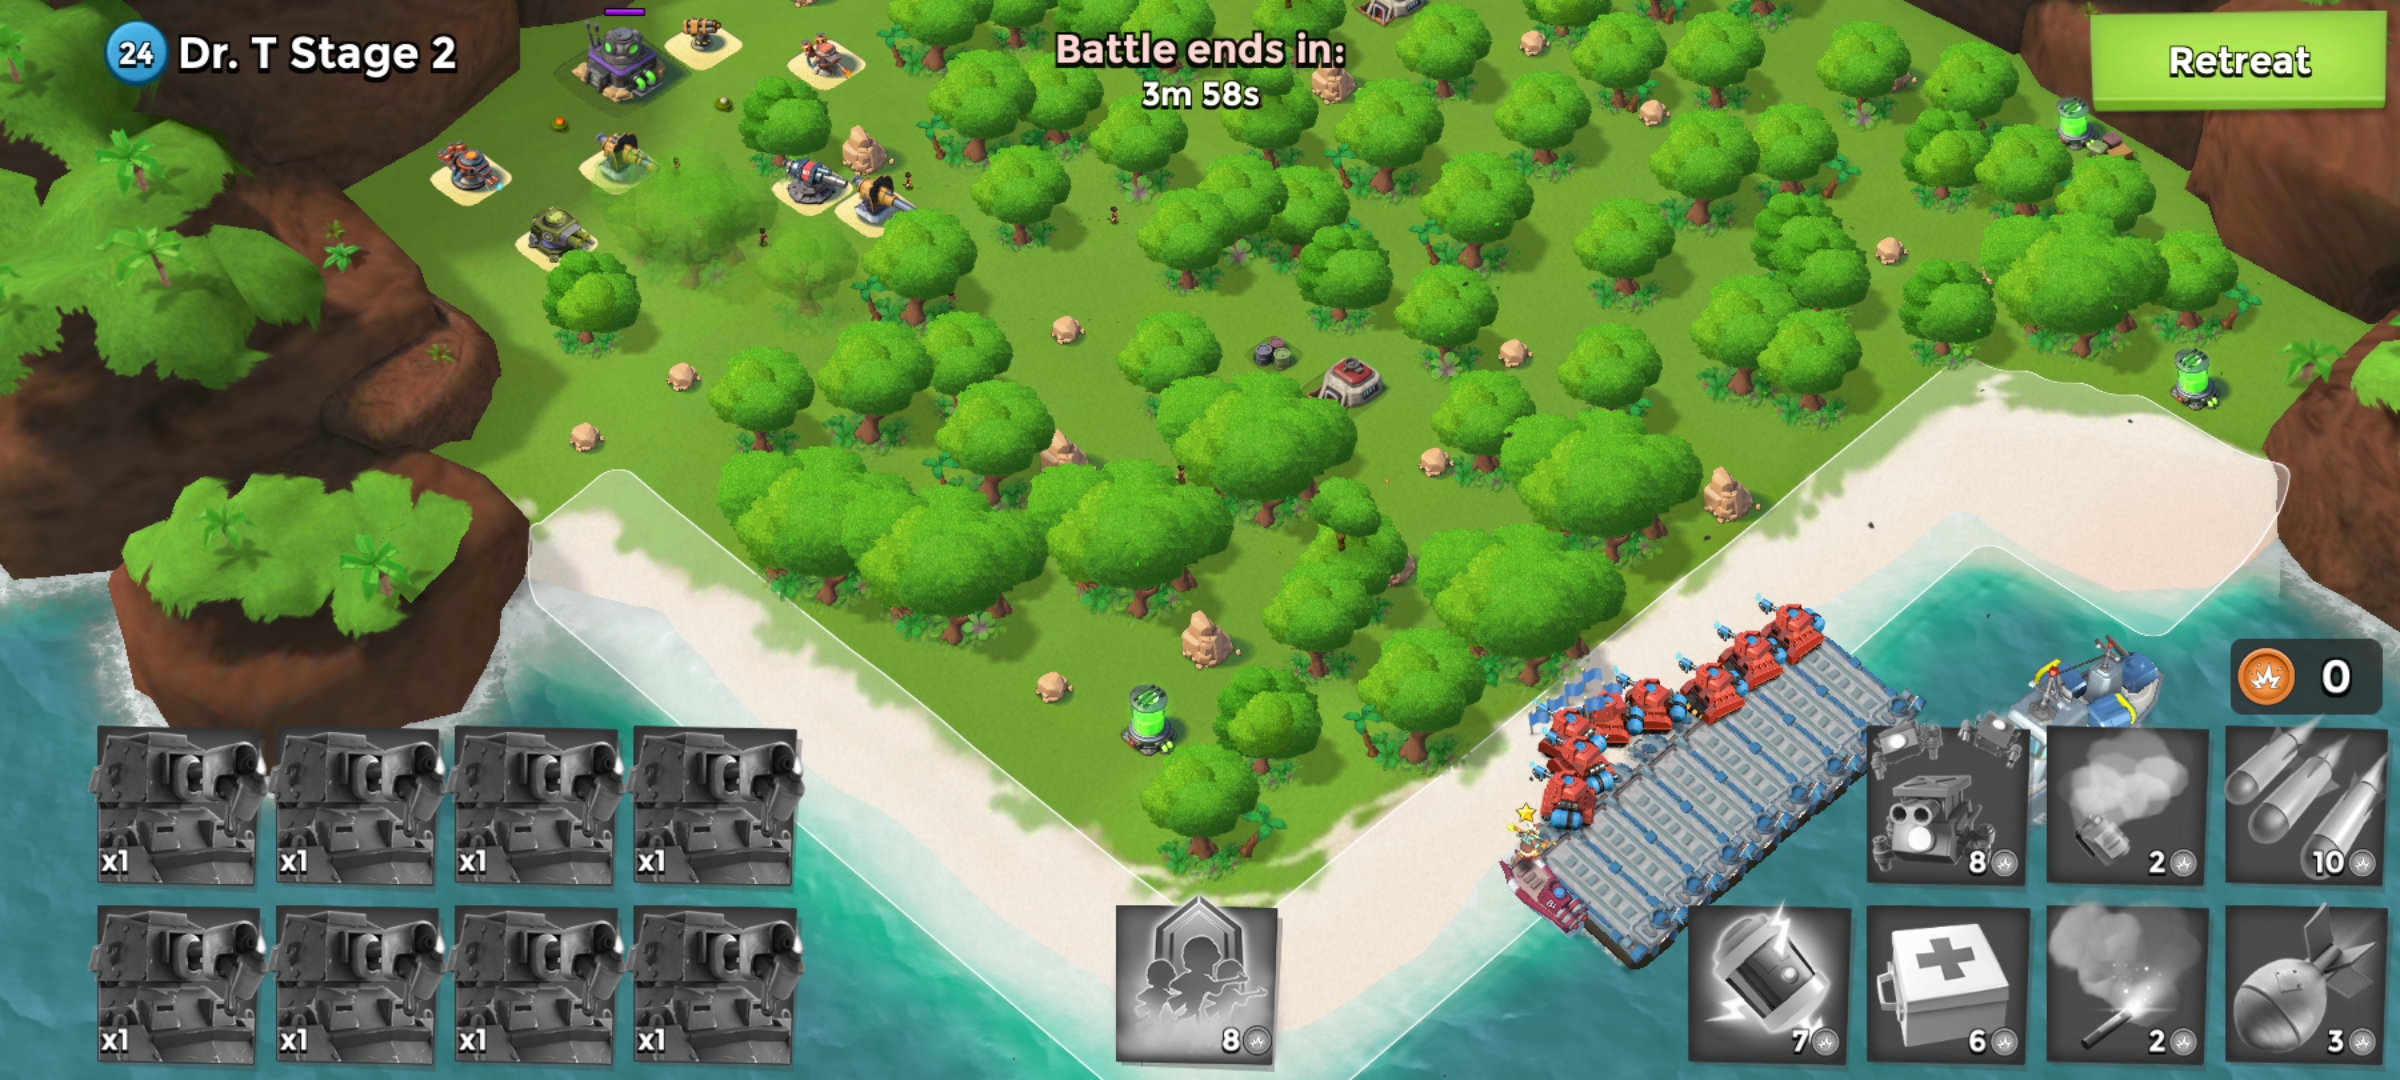 24 Dr. T Stage 2
Battle ends in:
3m 58s
Retreat
0
x1 x1 x1 x1
8 2 10
x1 x1 x1 x1
8
7 6 2 3